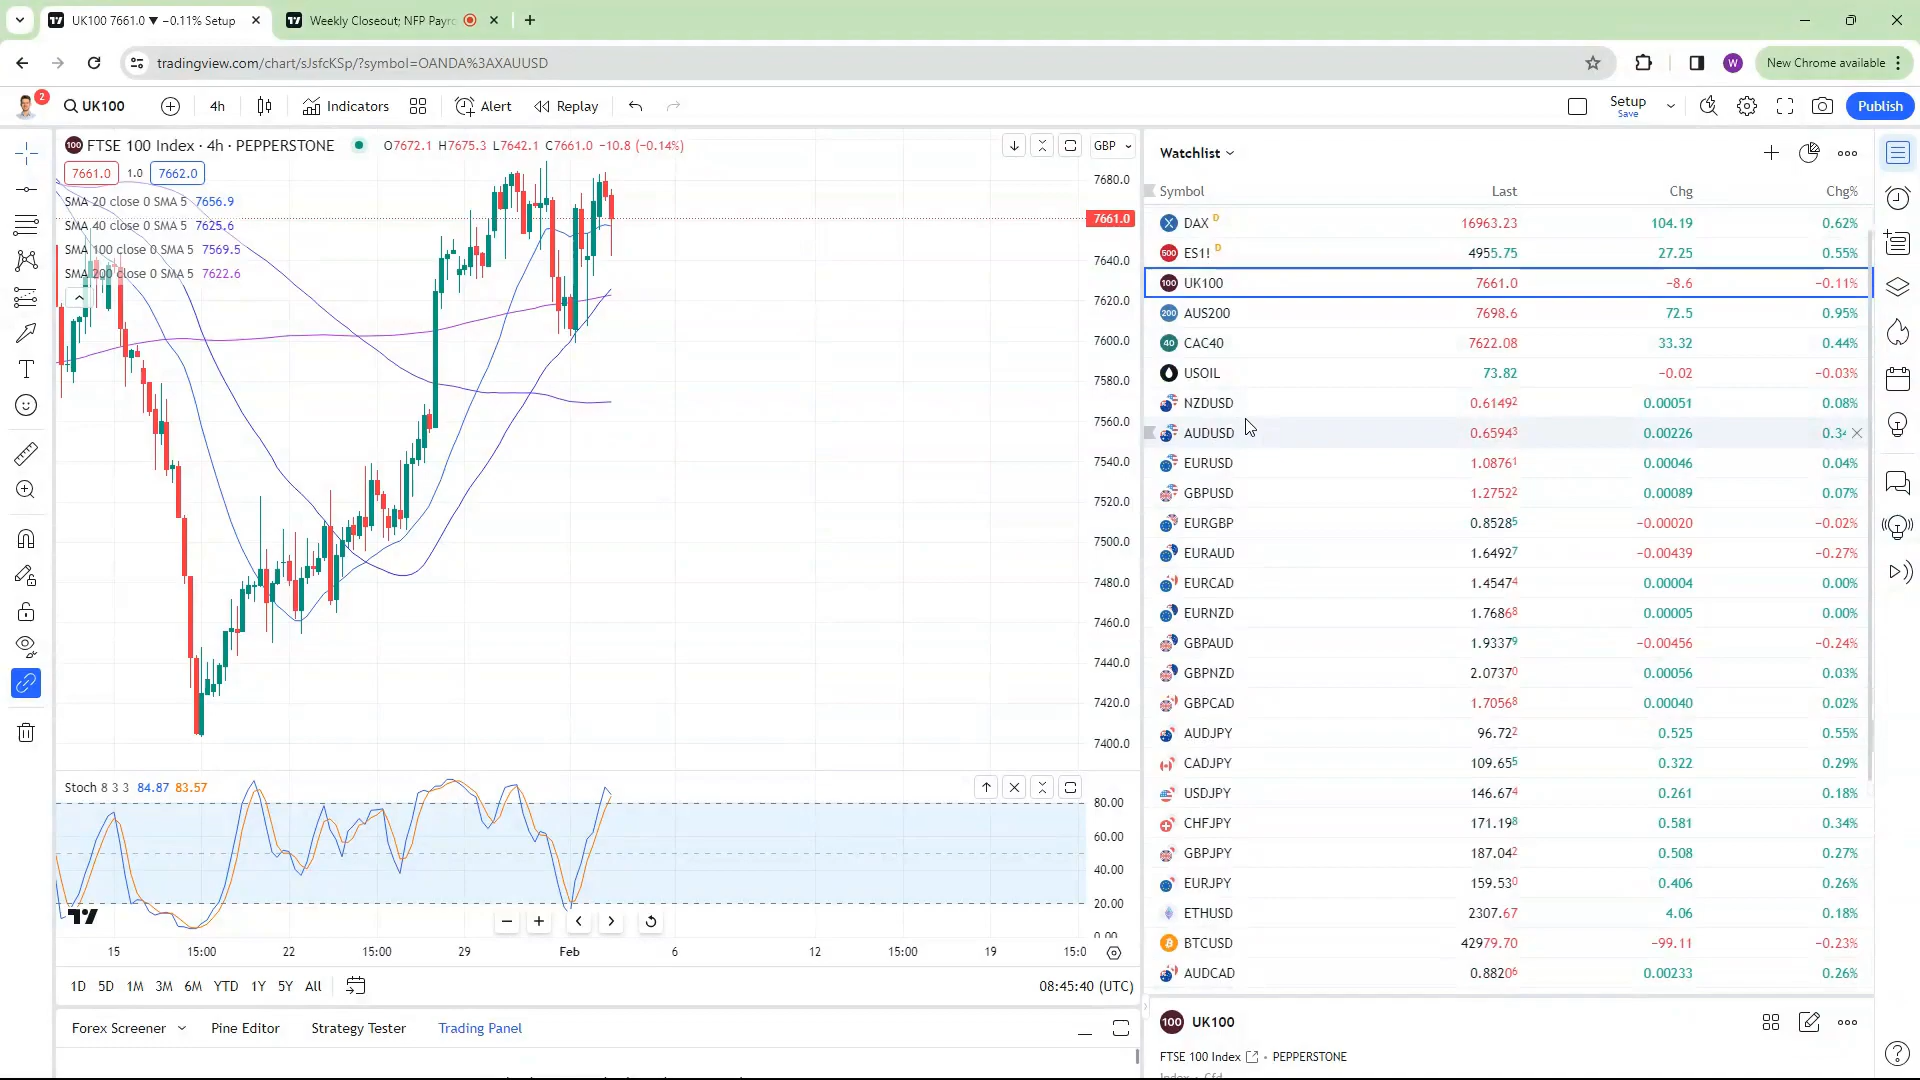 UK100 7661.0 ▼ −0.11% Setup
Weekly Closeout; NFP Payro
tradingview.com/chart/sJsfcKSp/?symbol=OANDA%3AXAUUSD
W
New Chrome available
2
UK100
4h
Indicators
Alert
Replay
Setup
Save
Publish
FTSE 100 Index · 4h · PEPPERSTONE
O7672.1 H7675.3 L7642.1 C7661.0 −10.8 (−0.14%)
GBP
7661.0 1.0 7662.0
SMA 20 close 0 SMA 5 7656.9
SMA 40 close 0 SMA 5 7625.6
SMA 100 close 0 SMA 5 7569.5
SMA 200 close 0 SMA 5 7622.6
7680.0
7661.0
7640.0
7620.0
7600.0
7580.0
7560.0
7540.0
7520.0
7500.0
7480.0
7460.0
7440.0
7420.0
7400.0
Stoch 8 3 3 84.87 83.57
80.00
60.00
40.00
20.00
0.00
15 15:00 22 15:00 29 Feb 6 12 15:00 19 15:0
1D 5D 1M 3M 6M YTD 1Y 5Y All
08:45:40 (UTC)
Forex Screener Pine Editor Strategy Tester Trading Panel
Watchlist
Symbol Last Chg Chg%
DAX D 16963.23 104.19 0.62%
ES1! D 4955.75 27.25 0.55%
UK100 7661.0 −8.6 −0.11%
AUS200 7698.6 72.5 0.95%
CAC40 7622.08 33.32 0.44%
USOIL 73.82 −0.02 −0.03%
NZDUSD 0.61492 0.00051 0.08%
AUDUSD 0.65943 0.00226 0.34
EURUSD 1.08761 0.00046 0.04%
GBPUSD 1.27522 0.00089 0.07%
EURGBP 0.85285 −0.00020 −0.02%
EURAUD 1.64927 −0.00439 −0.27%
EURCAD 1.45474 0.00004 0.00%
EURNZD 1.76868 0.00005 0.00%
GBPAUD 1.93379 −0.00456 −0.24%
GBPNZD 2.07370 0.00056 0.03%
GBPCAD 1.70568 0.00040 0.02%
AUDJPY 96.722 0.525 0.55%
CADJPY 109.655 0.322 0.29%
USDJPY 146.674 0.261 0.18%
CHFJPY 171.198 0.581 0.34%
GBPJPY 187.042 0.508 0.27%
EURJPY 159.530 0.406 0.26%
ETHUSD 2307.67 4.06 0.18%
BTCUSD 42979.70 −99.11 −0.23%
AUDCAD 0.88206 0.00233 0.26%
100 UK100
FTSE 100 Index • PEPPERSTONE